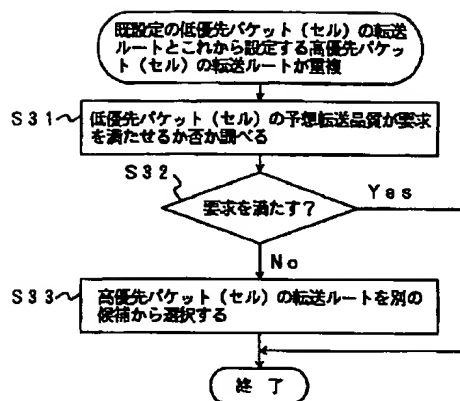 既設定の低優先パケット（セル）の転送
ルートとこれから設定する高優先パケッ
ト（セル）の転送ルートが重複
S31
低優先パケット（セル）の予想転送品質が要求
を満たせるか否か調べる
S32
要求を満たす？
Yes
No
S33
高優先パケット（セル）の転送ルートを別の
候補から選択する
終了